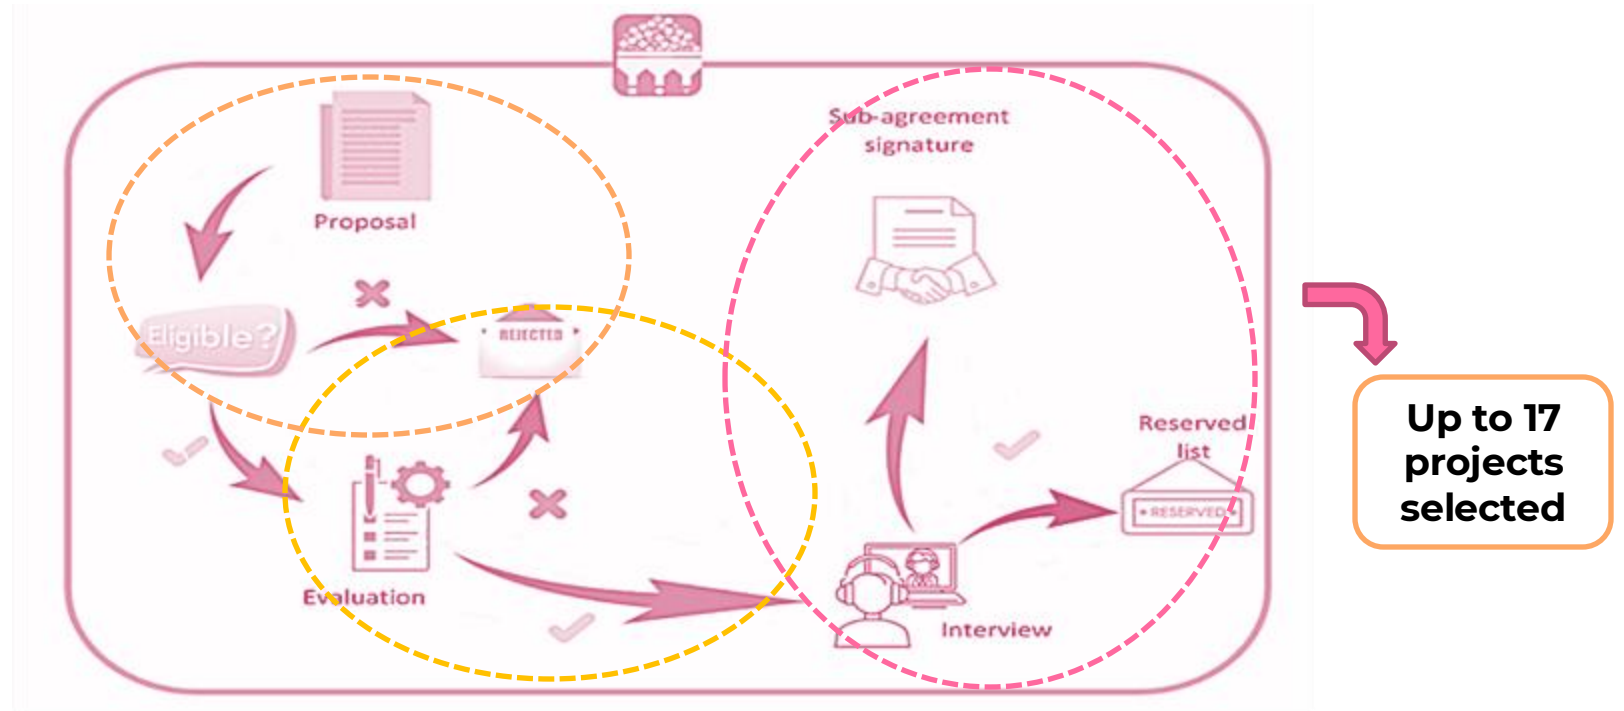 Proposal
Eligible?
REJECTED
Evaluation
Sub-agreement
signature
Interview
Reserved
list
RESERVED
Up to 17
projects
selected